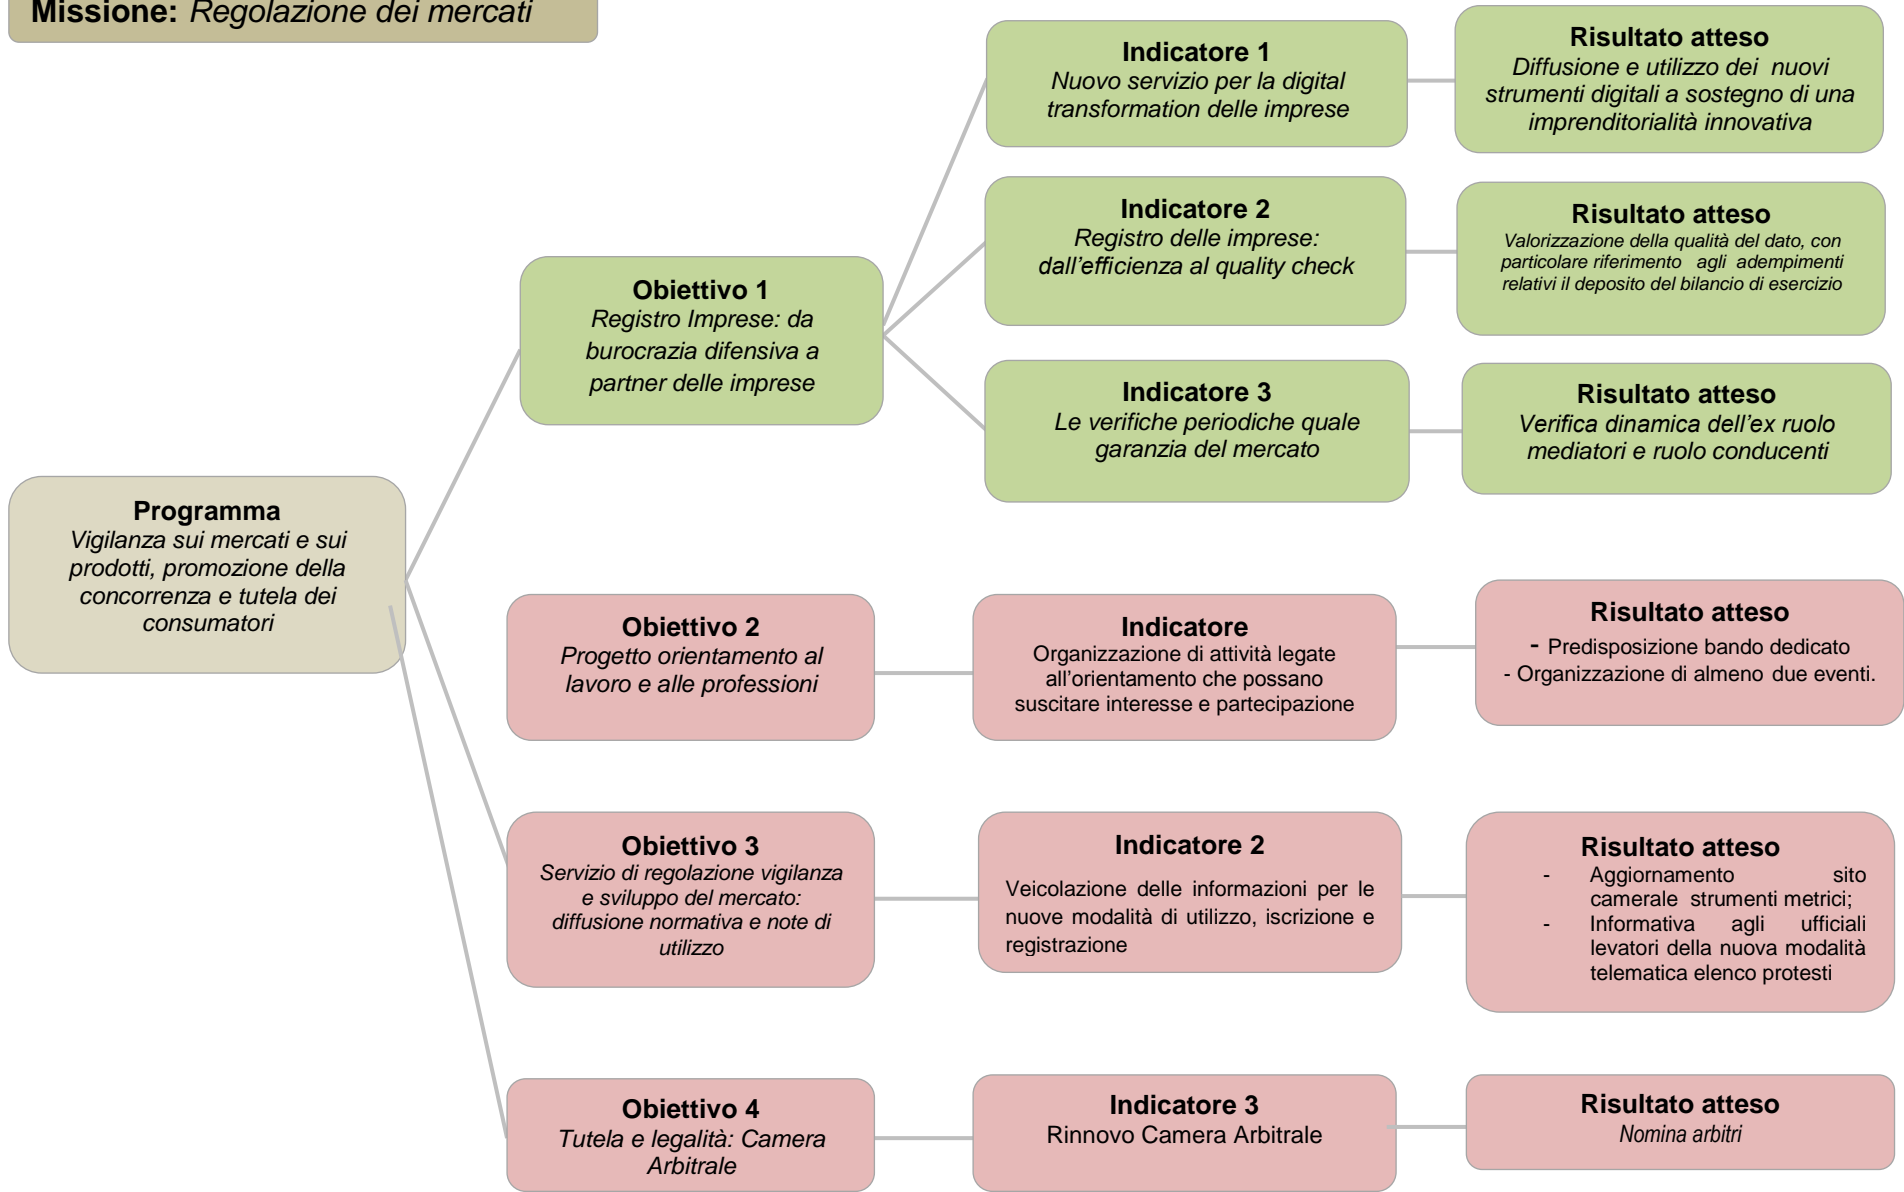 Missione: Regolazione dei mercati
Programma
Vigilanza sui mercati e sui
prodotti, promozione della
concorrenza e tutela dei
consumatori
Obiettivo 1
Registro Imprese: da
burocrazia difensiva a
partner delle imprese
Indicatore 1
Nuovo servizio per la digital
transformation delle imprese
Risultato atteso
Diffusione e utilizzo dei nuovi
strumenti digitali a sostegno di una
imprenditorialità innovativa
Indicatore 2
Registro delle imprese:
dall’efficienza al quality check
Risultato atteso
Valorizzazione della qualità del dato, con
particolare riferimento agli adempimenti
relativi il deposito del bilancio di esercizio
Indicatore 3
Le verifiche periodiche quale
garanzia del mercato
Risultato atteso
Verifica dinamica dell’ex ruolo
mediatori e ruolo conducenti
Obiettivo 2
Progetto orientamento al
lavoro e alle professioni
Indicatore
Organizzazione di attività legate
all’orientamento che possano
suscitare interesse e partecipazione
Risultato atteso
- Predisposizione bando dedicato
- Organizzazione di almeno due eventi.
Obiettivo 3
Servizio di regolazione vigilanza
e sviluppo del mercato:
diffusione normativa e note di
utilizzo
Indicatore 2
Veicolazione delle informazioni per le
nuove modalità di utilizzo, iscrizione e
registrazione
Risultato atteso
- Aggiornamento sito
camerale strumenti metrici;
- Informativa agli ufficiali
levatori della nuova modalità
telematica elenco protesti
Obiettivo 4
Tutela e legalità: Camera
Arbitrale
Indicatore 3
Rinnovo Camera Arbitrale
Risultato atteso
Nomina arbitri